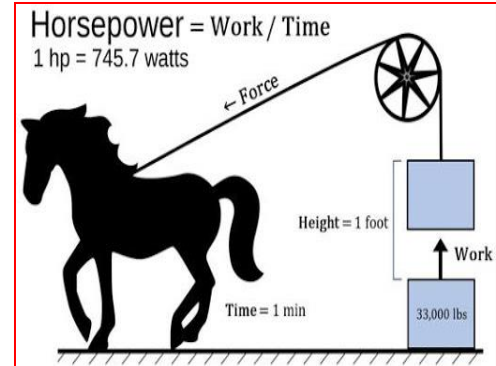 Horsepower = Work / Time
1 hp = 745.7 watts
← Force
Height = 1 foot
Work
Time = 1 min
33,000 lbs